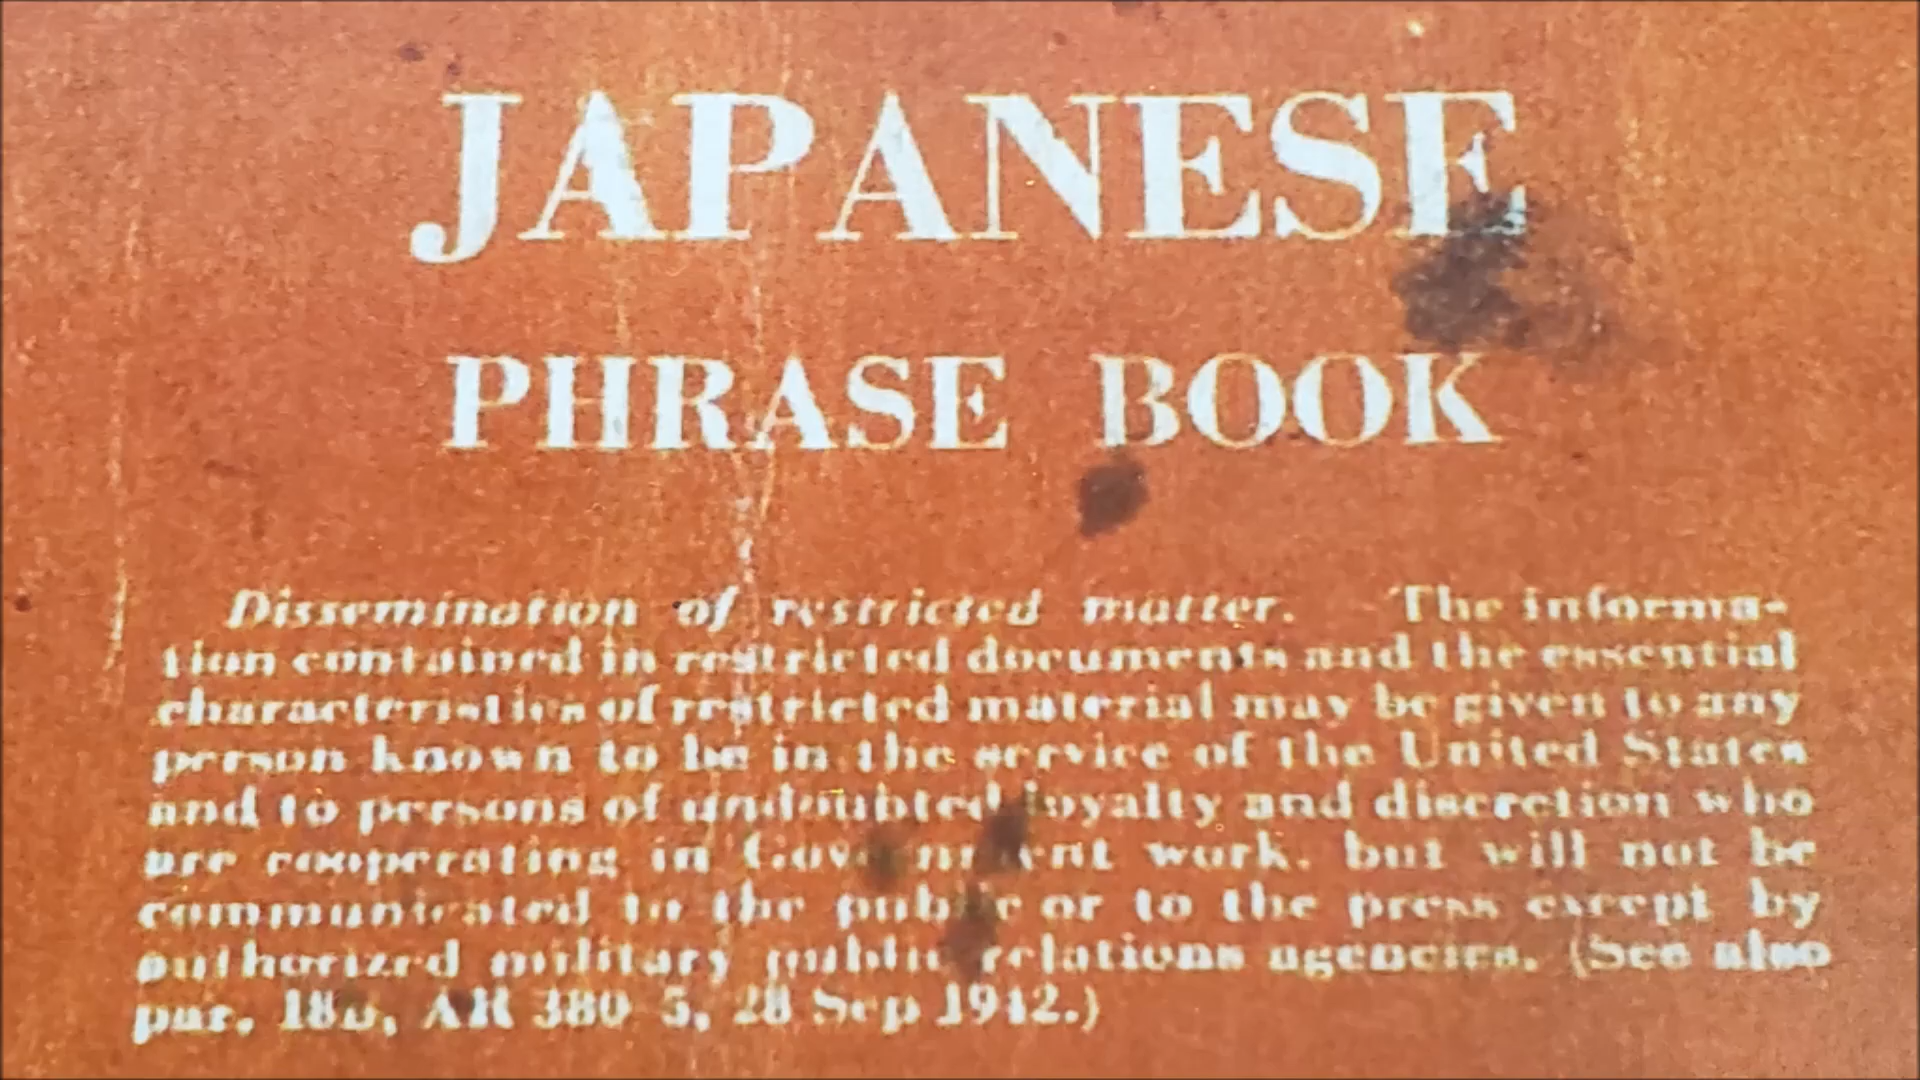 JAPANESE
PHRASE BOOK
Dissemination of restricted matter. The informa-
tion contained in restricted documents and the essential
characteristics of restricted material may be given to any
person known to be in the service of the United States
and to persons of undoubted loyalty and discretion who
are cooperating in Government work, but will not be
communicated to the public or to the press except by
authorized military public relations agencies. (See also
par. 18b, AR 380-5, 28 Sep 1942.)